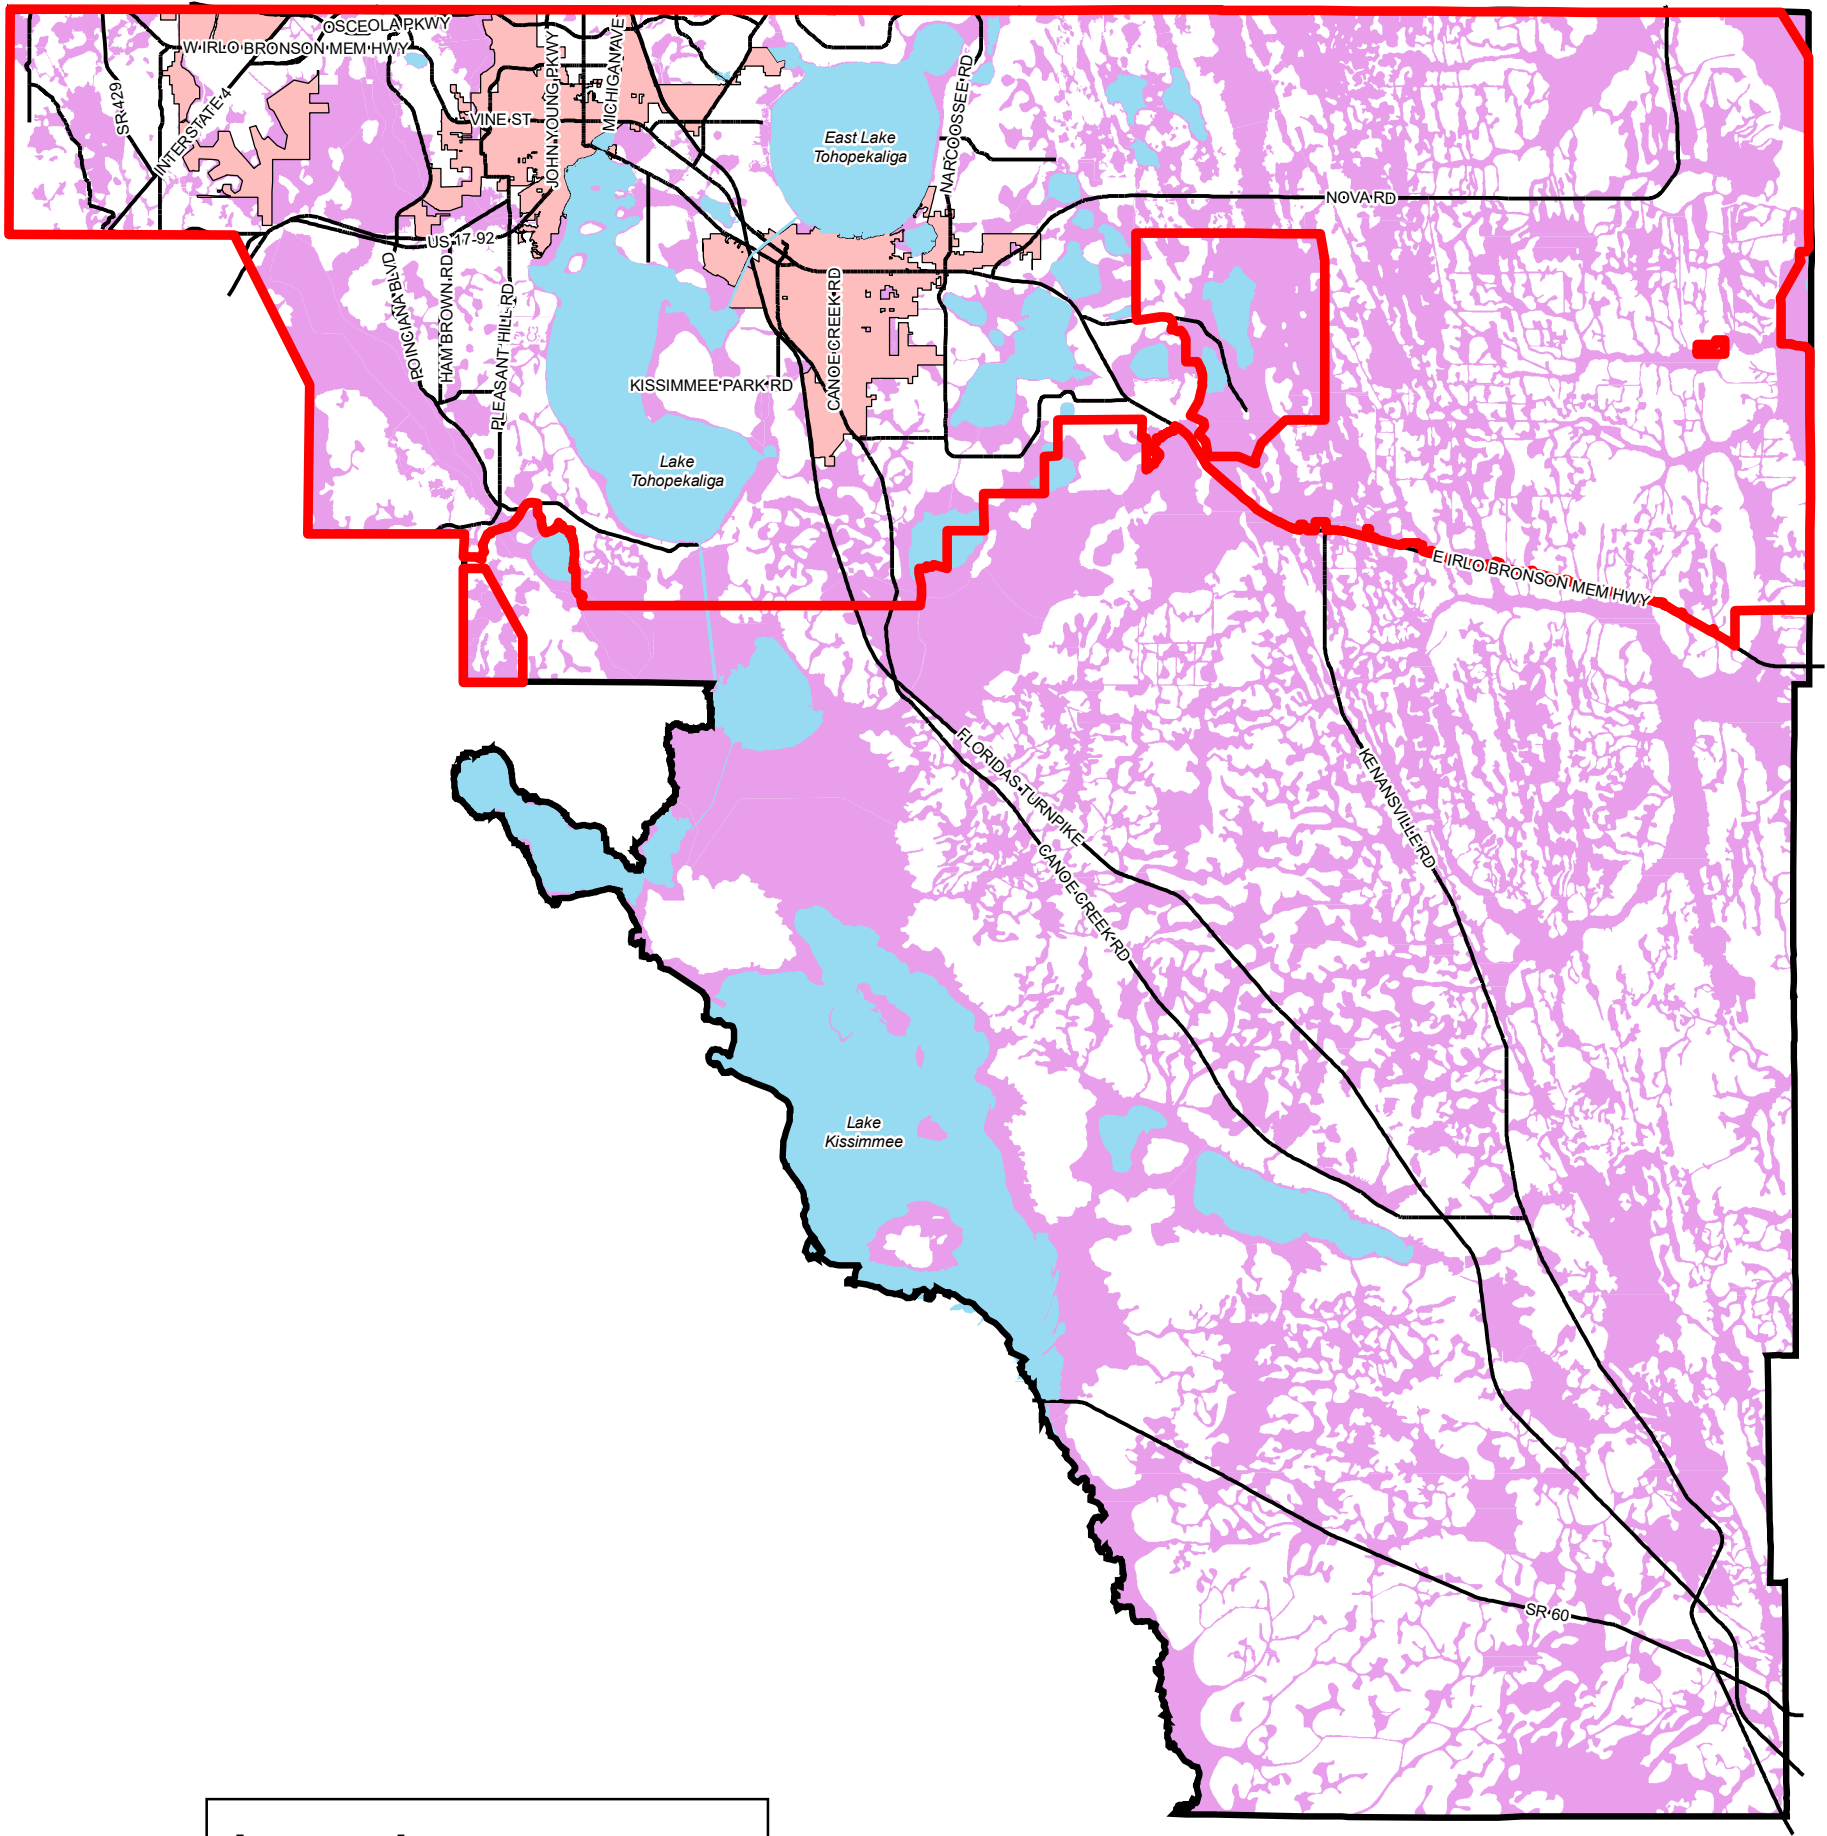 OSCEOLA PKWY
W IRLO BRONSON MEM HWY
SR 429
INTERSTATE 4
VINE ST
JOHN YOUNG PKWY
MICHIGAN AVE
East Lake
Tohopekaliga
NARCOOSSEE RD
NOVA RD
US 17-92
POINCIANA BLVD
HAM BROWN RD
PLEASANT HILL RD
CANOE CREEK RD
KISSIMMEE PARK RD
Lake
Tohopekaliga
E IRLO BRONSON MEM HWY
FLORIDAS TURNPIKE
CANOE CREEK RD
KENANSVILLE RD
Lake
Kissimmee
SR 60